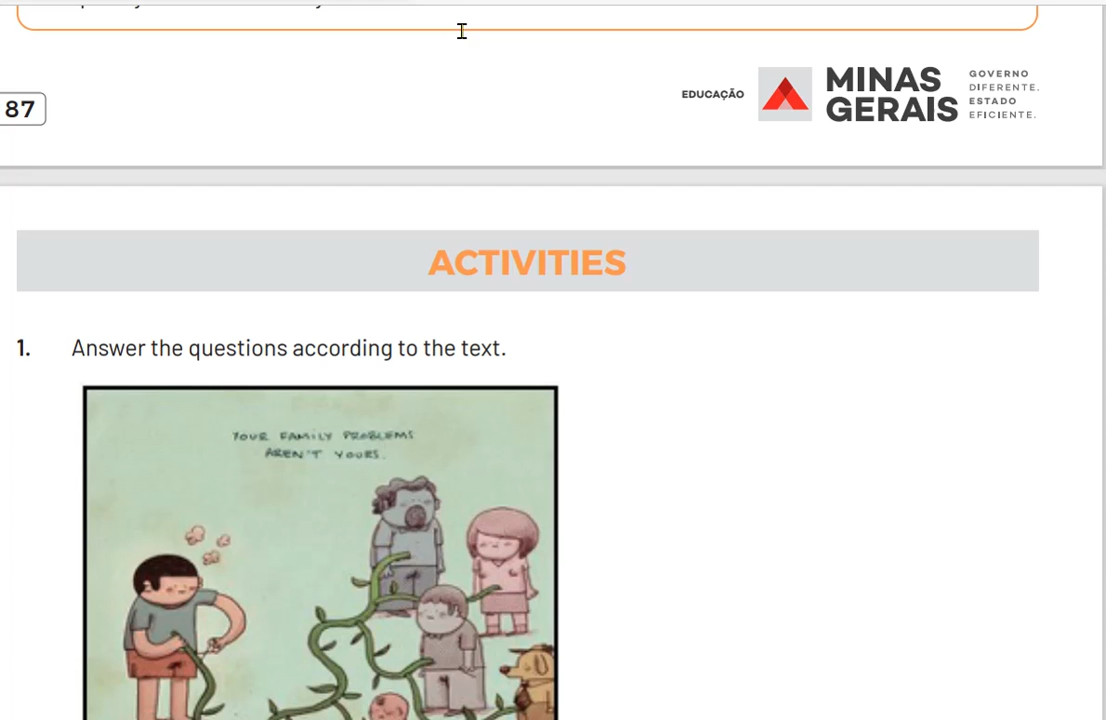 87
EDUCAÇÃO
MINAS
GERAIS
GOVERNO
DIFERENTE.
ESTADO
EFICIENTE.
ACTIVITIES
1. Answer the questions according to the text.
YOUR FAMILY PROBLEMS
AREN'T YOURS.